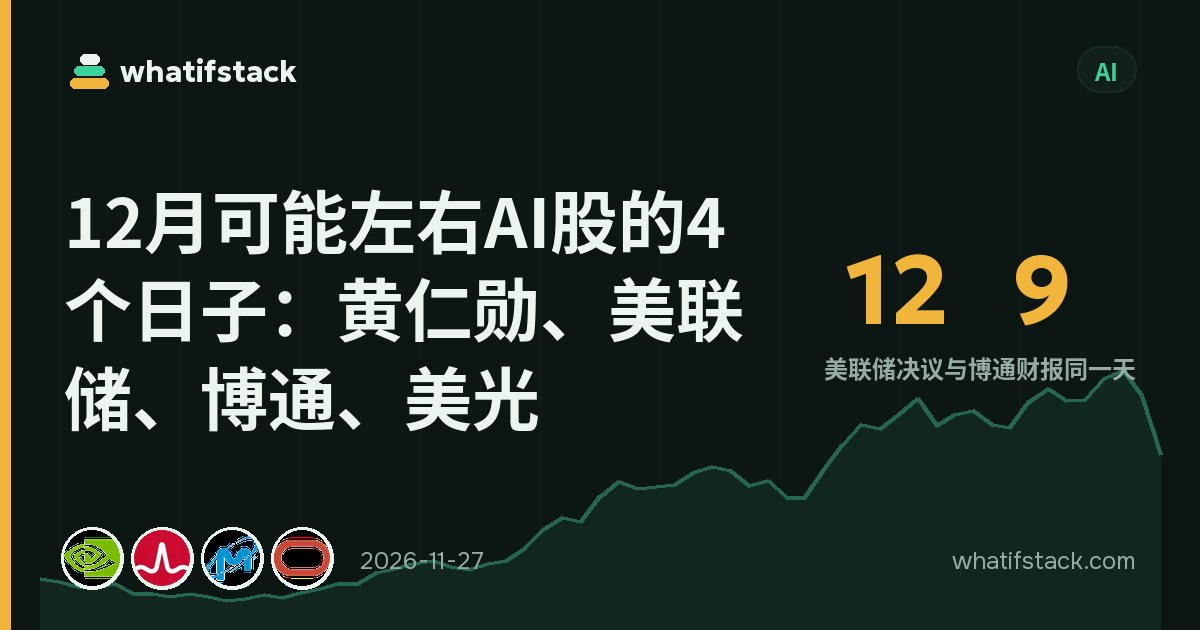 whatifstack
AI
12月可能左右AI股的4
个日子：黄仁勋、美联
储、博通、美光
12 9
美联储决议与博通财报同一天
2026-11-27
whatifstack.com